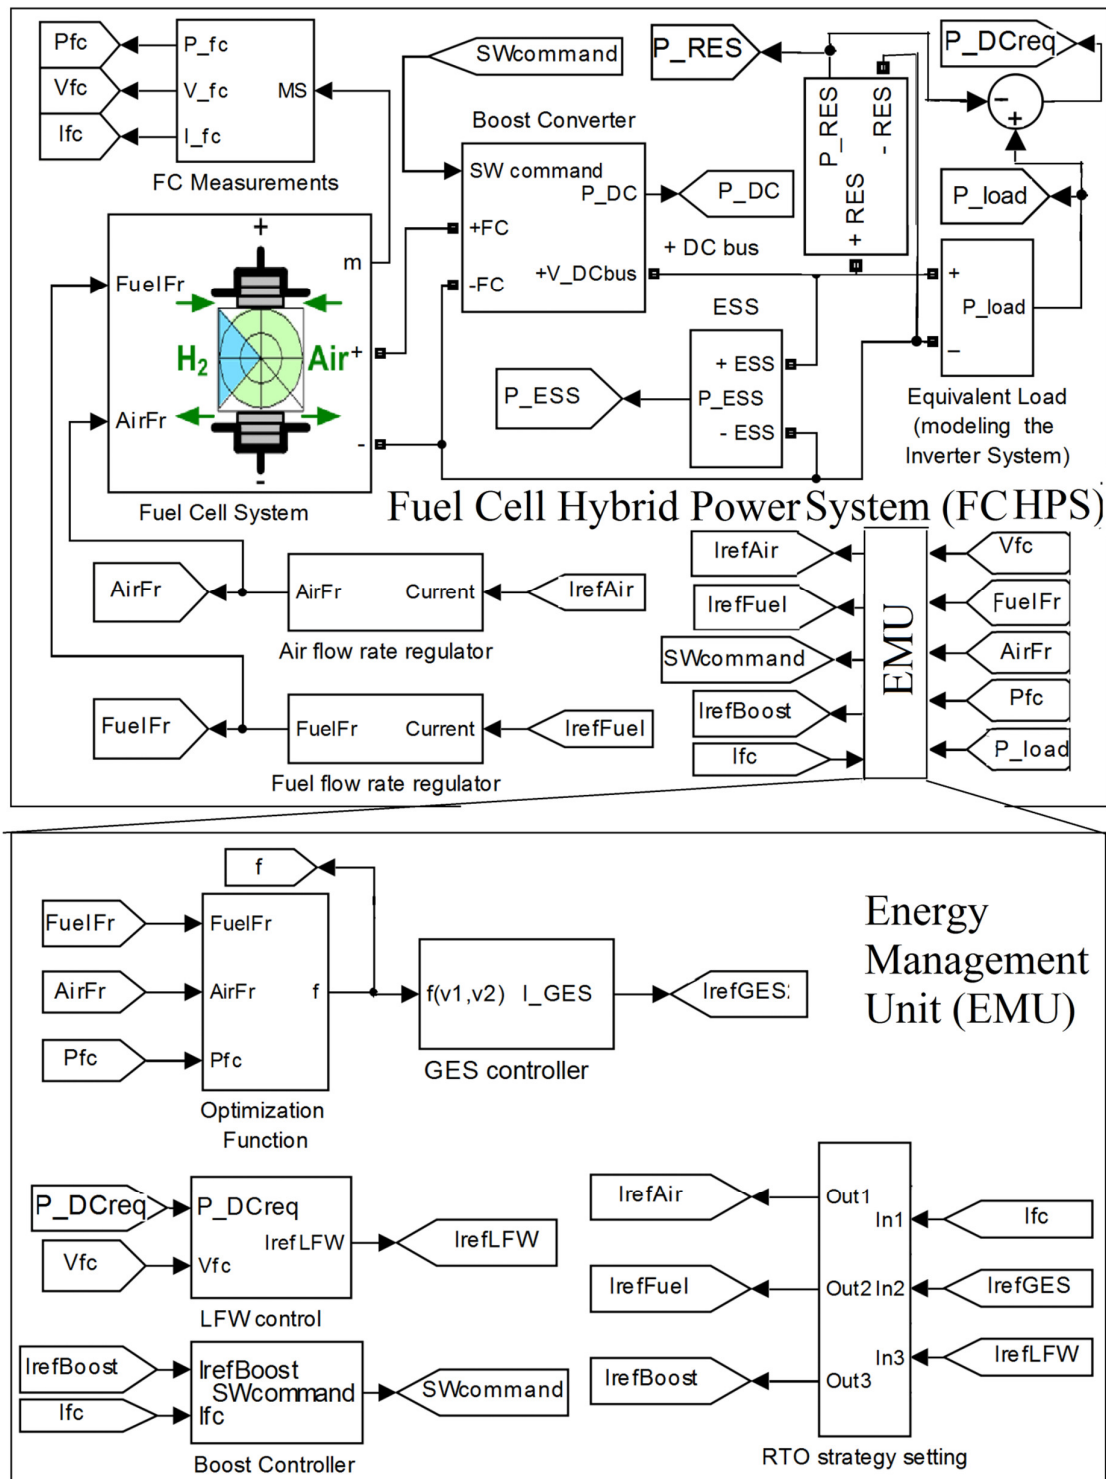 Pfc
P_fc
Vfc
V_fc
MS
Ifc
I_fc
FC Measurements
SWcommand
Boost Converter
SW command
P_DC
+FC
-FC
+V_DCbus
P_DC
+ DC bus
P_RES
P_RES
- RES
+ RES
P_DCreq
-
+
P_load
+
P_load
-
Equivalent Load
(modeling the
Inverter System)
ESS
+ ESS
P_ESS
- ESS
P_ESS
FuelFr
AirFr
+
m
H2
Air
+
-
-
Fuel Cell System
Fuel Cell Hybrid Power System (FCHPS)
AirFr
AirFr
Current
IrefAir
Air flow rate regulator
FuelFr
FuelFr
Current
IrefFuel
Fuel flow rate regulator
IrefAir
IrefFuel
SWcommand
IrefBoost
Ifc
EMU
Vfc
FuelFr
AirFr
Pfc
P_load
f
FuelFr
FuelFr
AirFr
AirFr
f
Pfc
Pfc
Optimization
Function
f(v1,v2)
I_GES
GES controller
IrefGES2
Energy
Management
Unit (EMU)
P_DCreq
P_DCreq
IrefLFW
Vfc
Vfc
LFW control
IrefLFW
IrefBoost
IrefBoost
SWcommand
Ifc
Ifc
Boost Controller
SWcommand
IrefAir
Out1
In1
Ifc
IrefFuel
Out2
In2
IrefGES
In3
IrefLFW
IrefBoost
Out3
RTO strategy setting